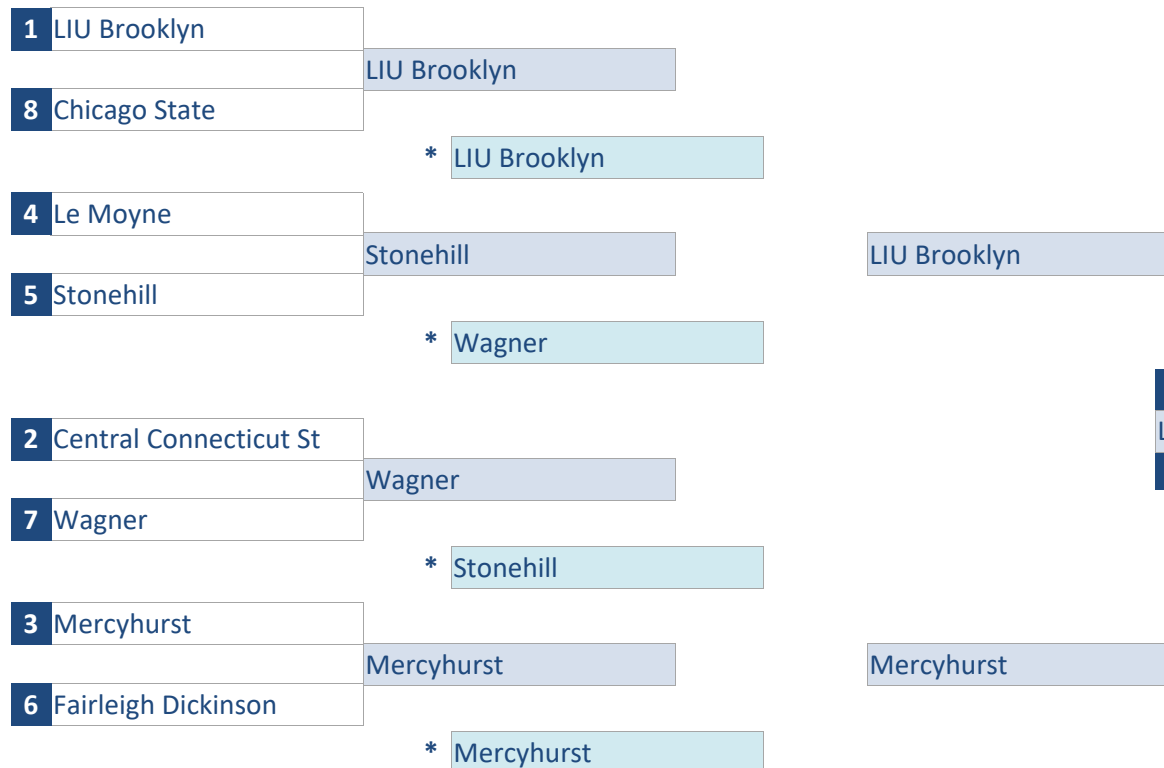 1 LIU Brooklyn
LIU Brooklyn
8 Chicago State
* LIU Brooklyn
4 Le Moyne
Stonehill
LIU Brooklyn
5 Stonehill
* Wagner
2 Central Connecticut St
L
Wagner
7 Wagner
* Stonehill
3 Mercyhurst
Mercyhurst
Mercyhurst
6 Fairleigh Dickinson
* Mercyhurst